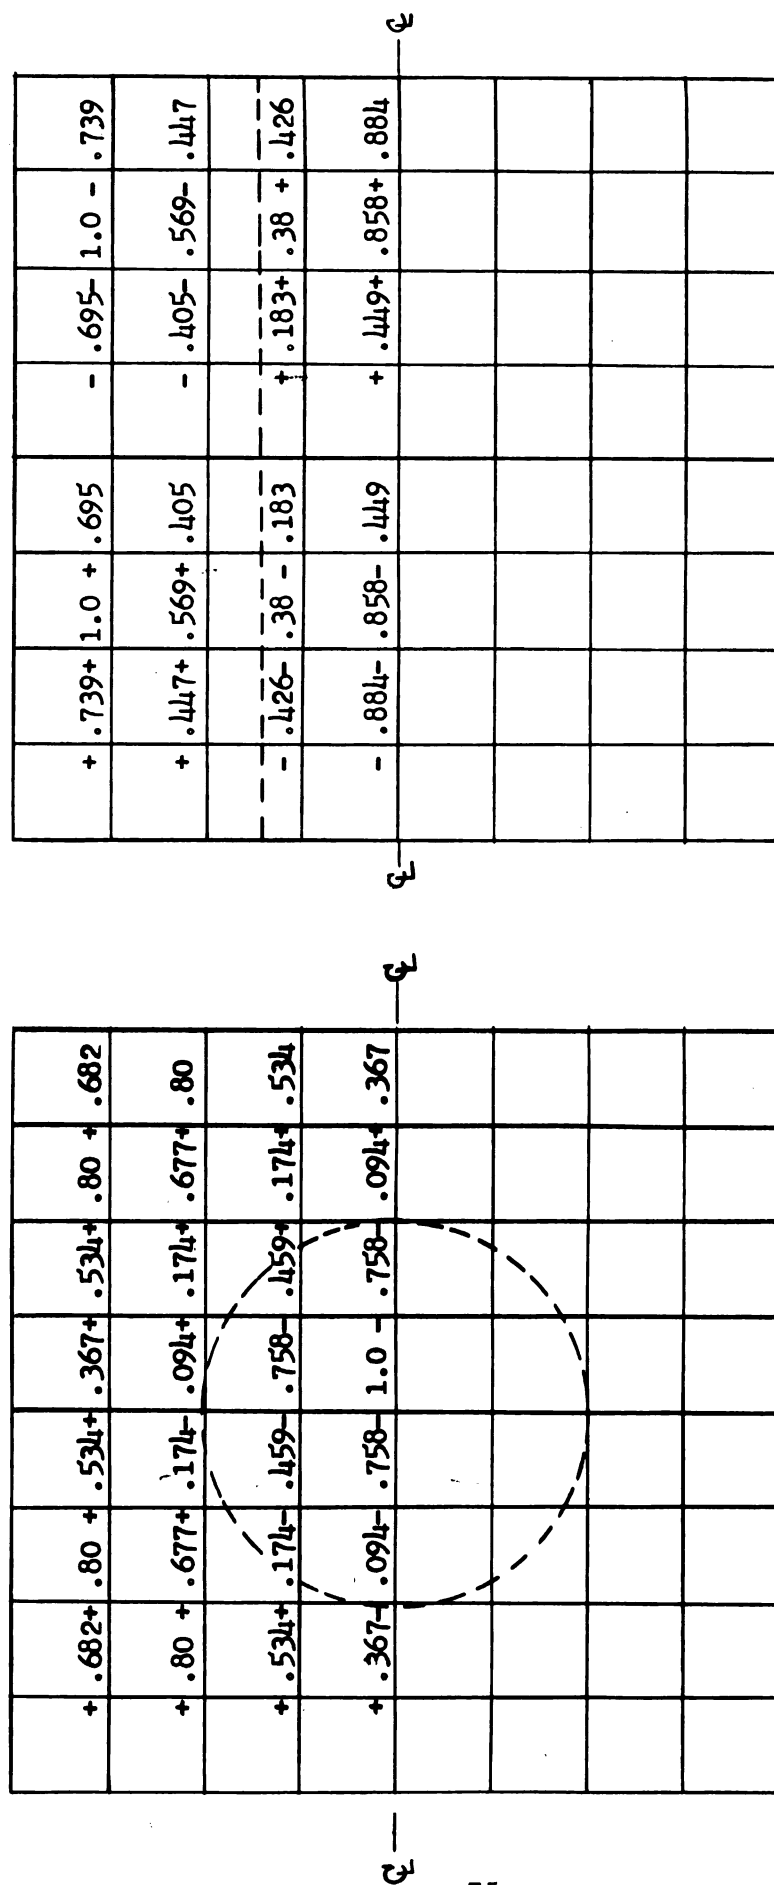 + .682+ .80 + .534+ .367+ .534+ .80 + .682
+ .80 + .677+ .174- .094+ .174+ .677+ .80
+ .534+ .174- .459- .758- .459+ .174+ .534
+ .367- .094- .758- 1.0 - .758- .094+ .367
℄ ℄
+ .739+ 1.0 + .695 - .695- 1.0 - .739
+ .447+ .569+ .405 - .405- .569- .447
- .426- .38 - .183 + .183+ .38 + .426
- .884- .858- .449 + .449+ .858+ .884
℄ ℄